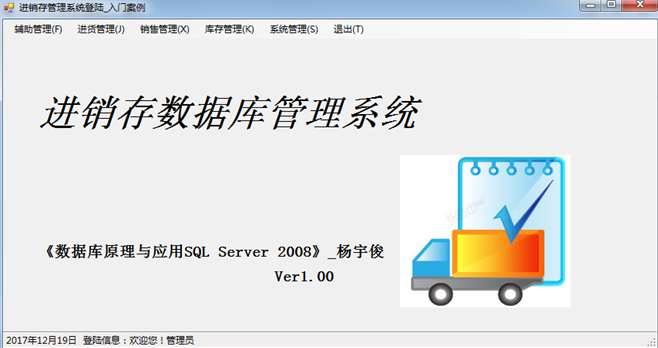 进销存管理系统登陆_入门案例
辅助管理(F) 进货管理(J) 销售管理(X) 库存管理(K) 系统管理(S) 退出(T)
进销存数据库管理系统
《数据库原理与应用SQL Server 2008》_杨宇俊
Ver1.00
2017年12月19日 登陆信息：欢迎您！管理员